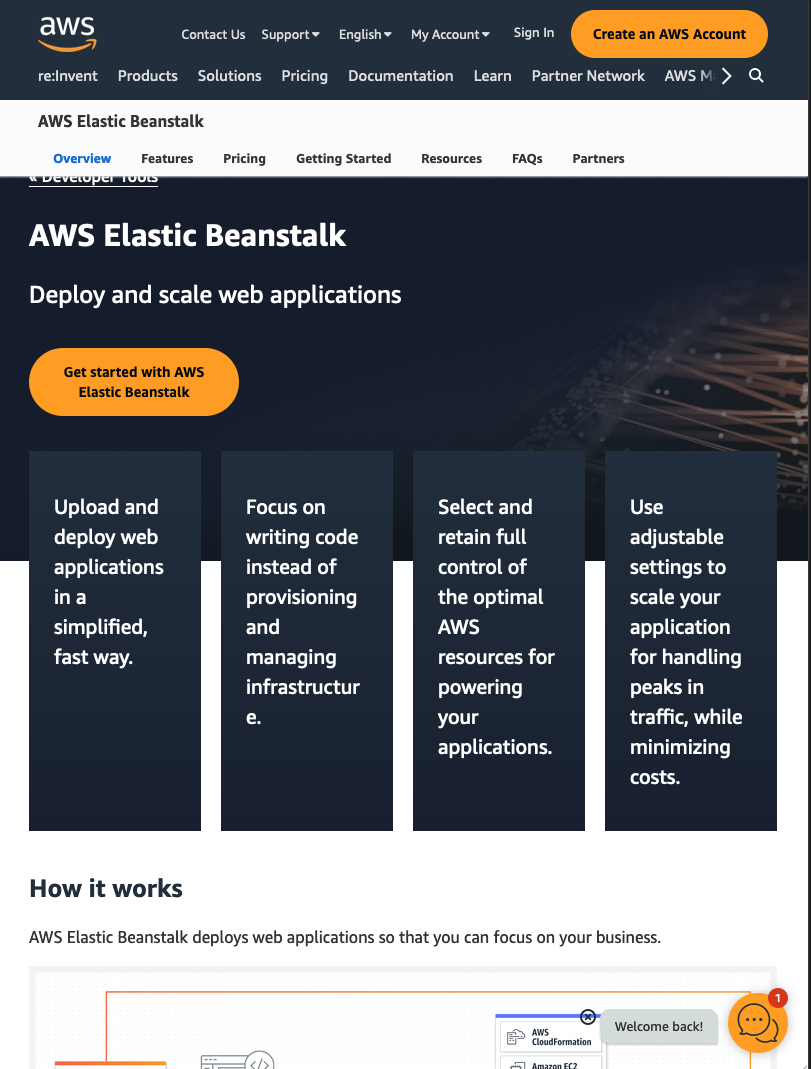 aws
Contact Us Support English My Account Sign In Create an AWS Account
re:Invent Products Solutions Pricing Documentation Learn Partner Network AWS M
AWS Elastic Beanstalk
Overview Features Pricing Getting Started Resources FAQs Partners
« Developer Tools
AWS Elastic Beanstalk
Deploy and scale web applications
Get started with AWS
Elastic Beanstalk
Upload and
deploy web
applications
in a
simplified,
fast way.
Focus on
writing code
instead of
provisioning
and
managing
infrastructur
e.
Select and
retain full
control of
the optimal
AWS
resources for
powering
your
applications.
Use
adjustable
settings to
scale your
application
for handling
peaks in
traffic, while
minimizing
costs.
How it works
AWS Elastic Beanstalk deploys web applications so that you can focus on your business.
AWS
CloudFormation
Amazon EC2
Welcome back!
1